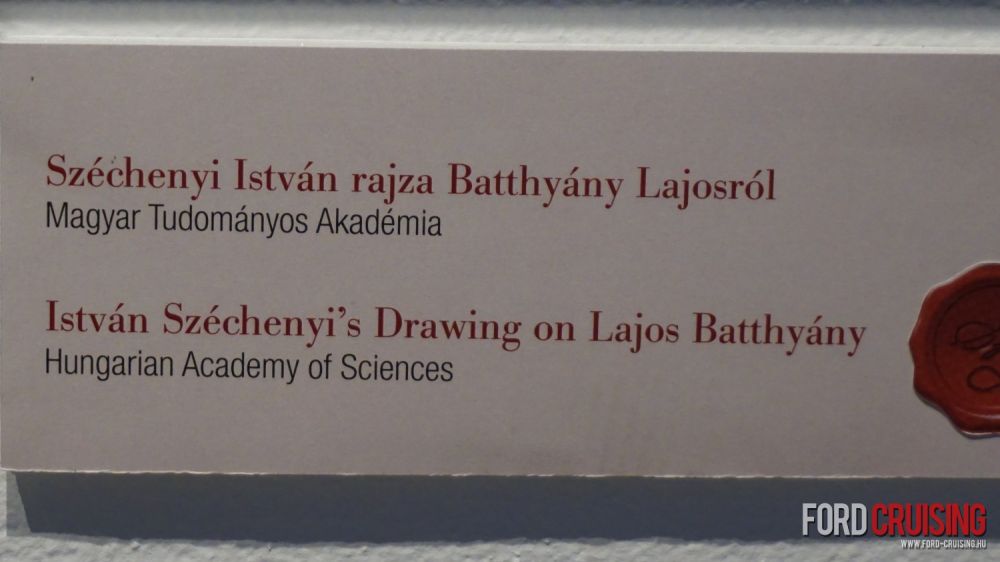 Széchenyi István rajza Batthyány Lajosról
Magyar Tudományos Akadémia
István Széchenyi's Drawing on Lajos Batthyány
Hungarian Academy of Sciences
FORD CRUISING
WWW.FORD-CRUISING.HU